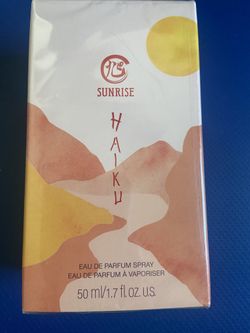 SUNRISE
HAIKU
EAU DE PARFUM SPRAY
EAU DE PARFUM À VAPORISER
50 ml/1.7 fl.oz. U.S.